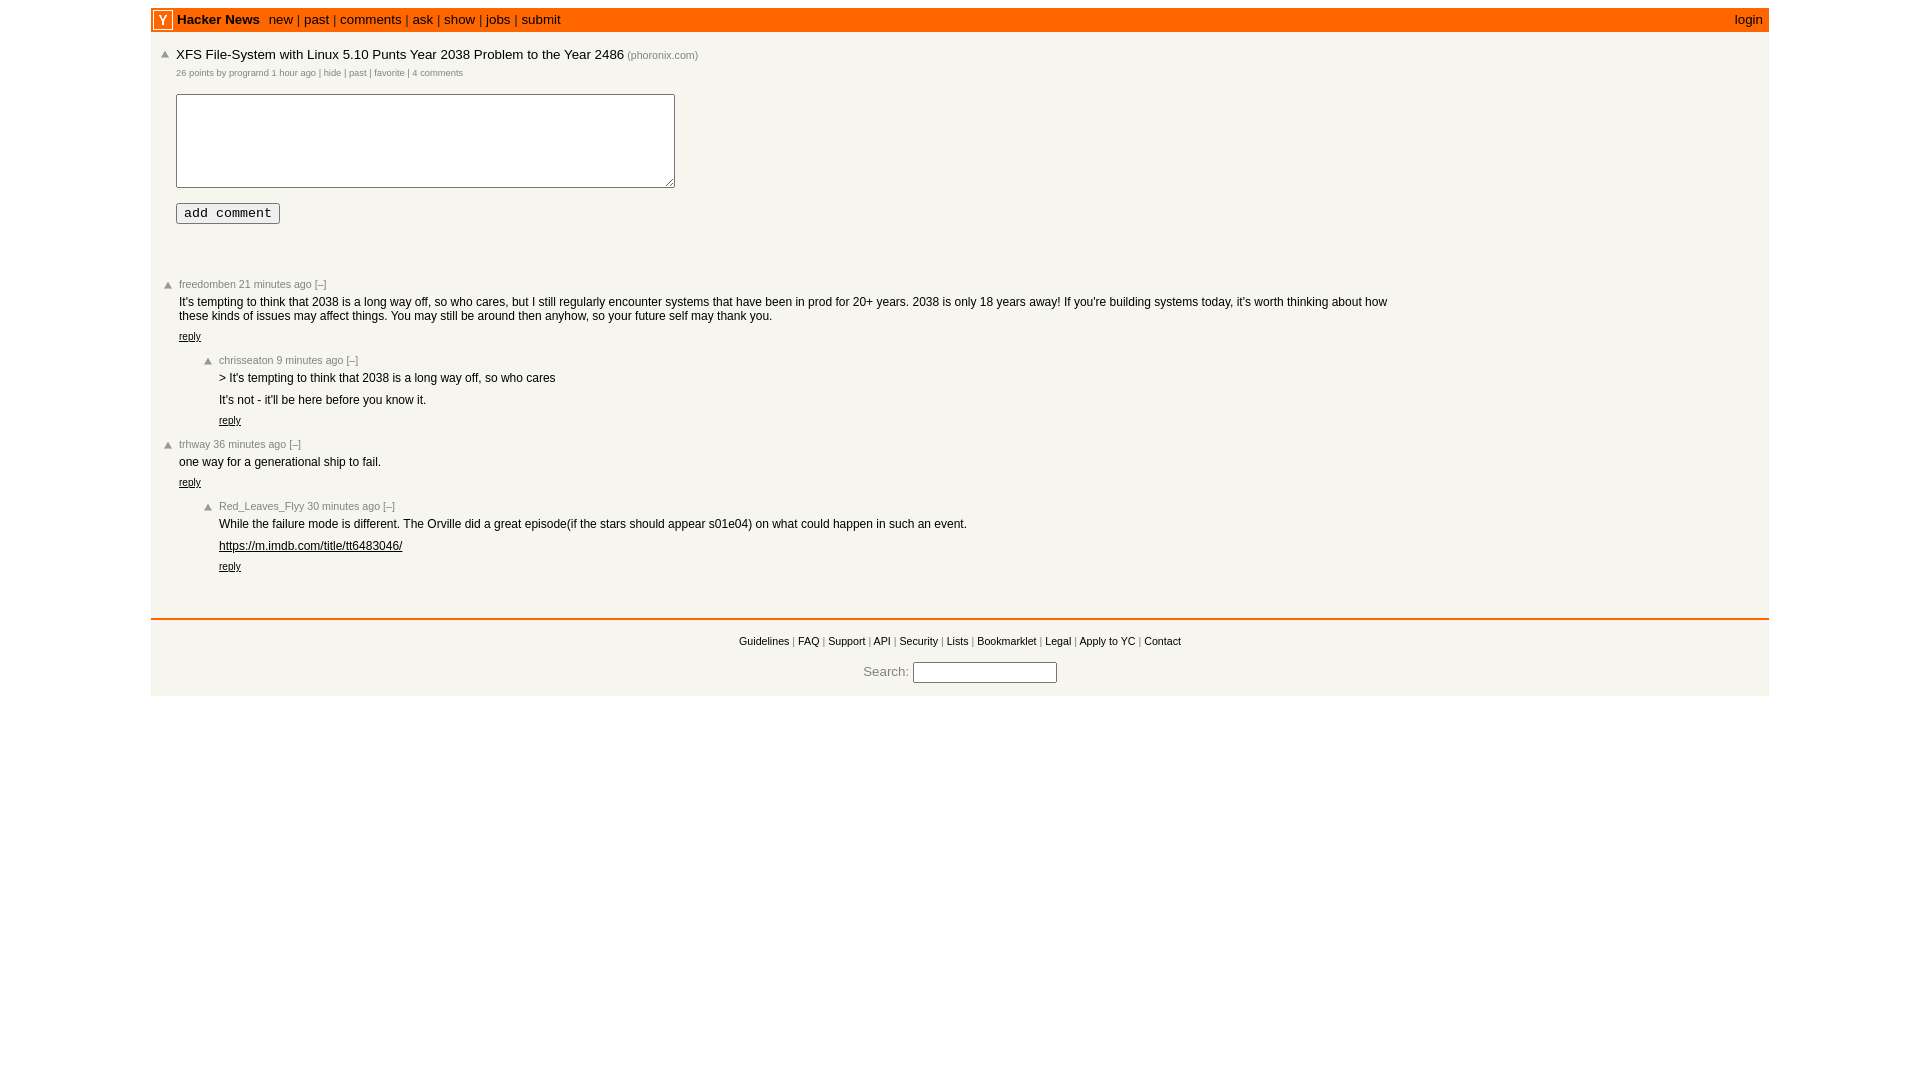 Y Hacker News new | past | comments | ask | show | jobs | submit login
XFS File-System with Linux 5.10 Punts Year 2038 Problem to the Year 2486 (phoronix.com)
26 points by programd 1 hour ago | hide | past | favorite | 4 comments
add comment
freedomben 21 minutes ago [–]
It's tempting to think that 2038 is a long way off, so who cares, but I still regularly encounter systems that have been in prod for 20+ years. 2038 is only 18 years away! If you're building systems today, it's worth thinking about how
these kinds of issues may affect things. You may still be around then anyhow, so your future self may thank you.
reply
chrisseaton 9 minutes ago [–]
> It's tempting to think that 2038 is a long way off, so who cares
It's not - it'll be here before you know it.
reply
trhway 36 minutes ago [–]
one way for a generational ship to fail.
reply
Red_Leaves_Flyy 30 minutes ago [–]
While the failure mode is different. The Orville did a great episode(if the stars should appear s01e04) on what could happen in such an event.
https://m.imdb.com/title/tt6483046/
reply
Guidelines | FAQ | Support | API | Security | Lists | Bookmarklet | Legal | Apply to YC | Contact
Search: